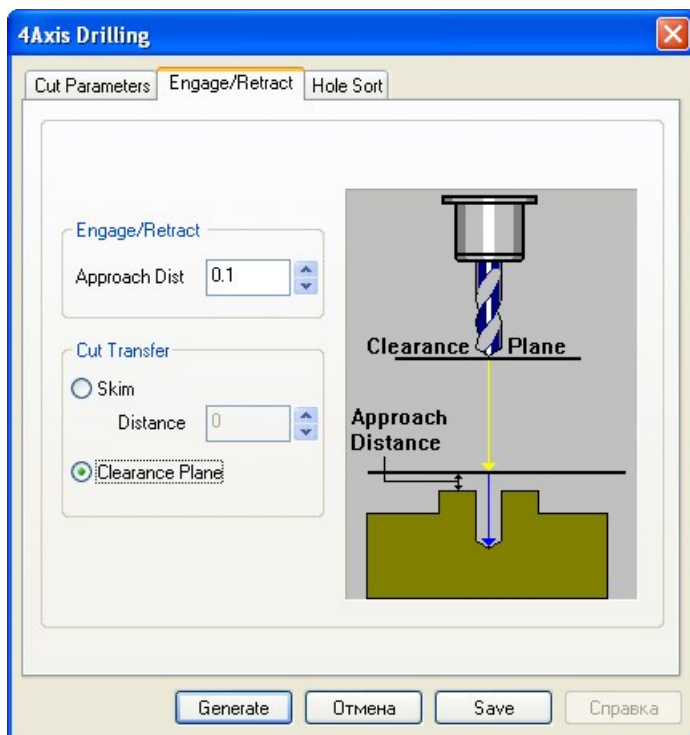 4Axis Drilling
Cut Parameters
Engage/Retract
Hole Sort
Engage/Retract
Approach Dist 0.1
Cut Transfer
Skim
Distance 0
Clearance Plane
Clearance Plane
Approach
Distance
Generate
Отмена
Save
Справка